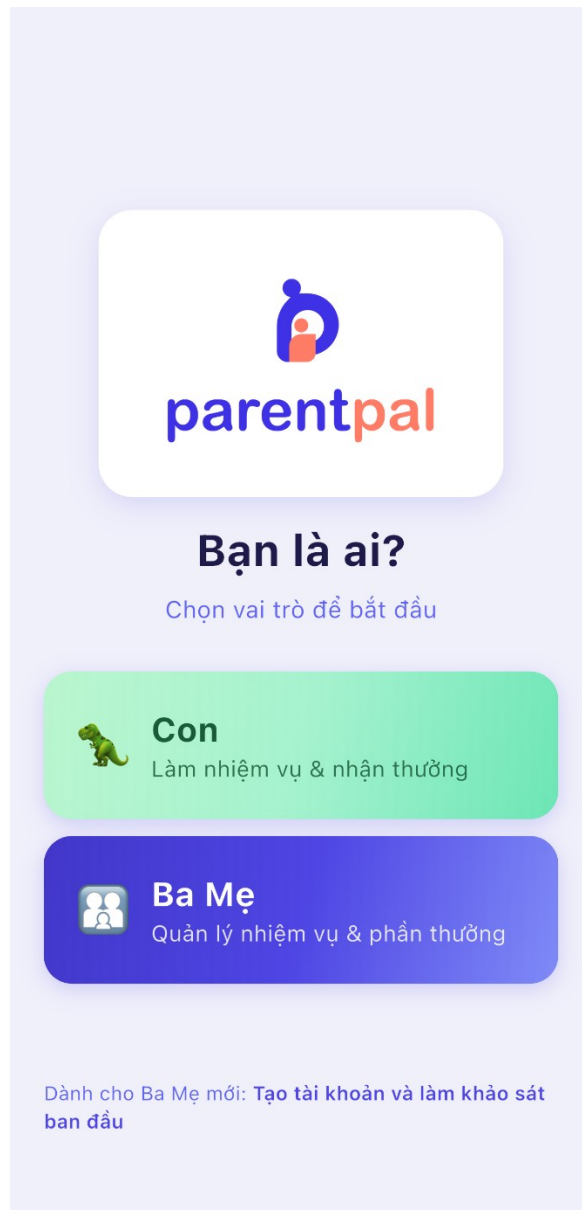 parentpal
Bạn là ai?
Chọn vai trò để bắt đầu
Con
Làm nhiệm vụ & nhận thưởng
Ba Mẹ
Quản lý nhiệm vụ & phần thưởng
Dành cho Ba Mẹ mới: Tạo tài khoản và làm khảo sát
ban đầu